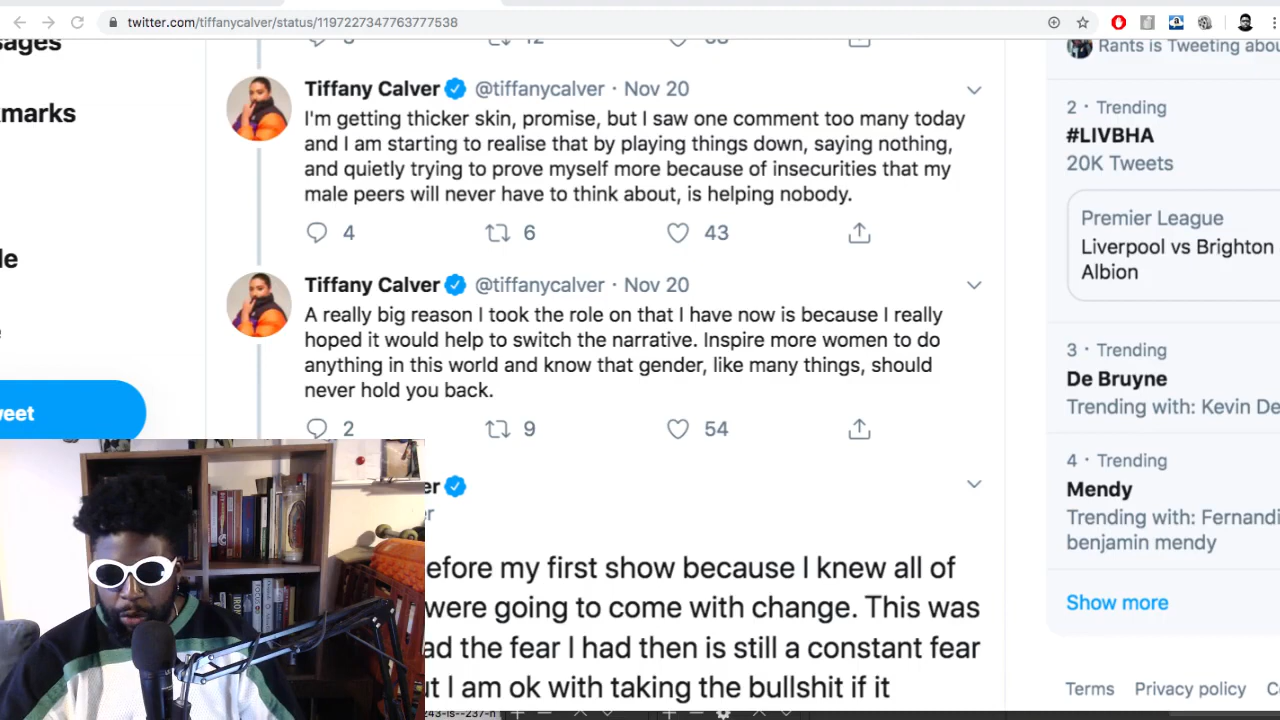 twitter.com/tiffanycalver/status/1197227347763777538
ages
Rants is Tweeting abou
Tiffany Calver @tiffanycalver · Nov 20
I'm getting thicker skin, promise, but I saw one comment too many today
and I am starting to realise that by playing things down, saying nothing,
and quietly trying to prove myself more because of insecurities that my
male peers will never have to think about, is helping nobody.
4 6 43
Tiffany Calver @tiffanycalver · Nov 20
A really big reason I took the role on that I have now is because I really
hoped it would help to switch the narrative. Inspire more women to do
anything in this world and know that gender, like many things, should
never hold you back.
2 9 54
er
r
efore my first show because I knew all of
were going to come with change. This was
ad the fear I had then is still a constant fear
t I am ok with taking the bullshit if it
kmarks
le
eet
2 · Trending
#LIVBHA
20K Tweets
Premier League
Liverpool vs Brighton
Albion
3 · Trending
De Bruyne
Trending with: Kevin De
4 · Trending
Mendy
Trending with: Fernandi
benjamin mendy
Show more
Terms Privacy policy